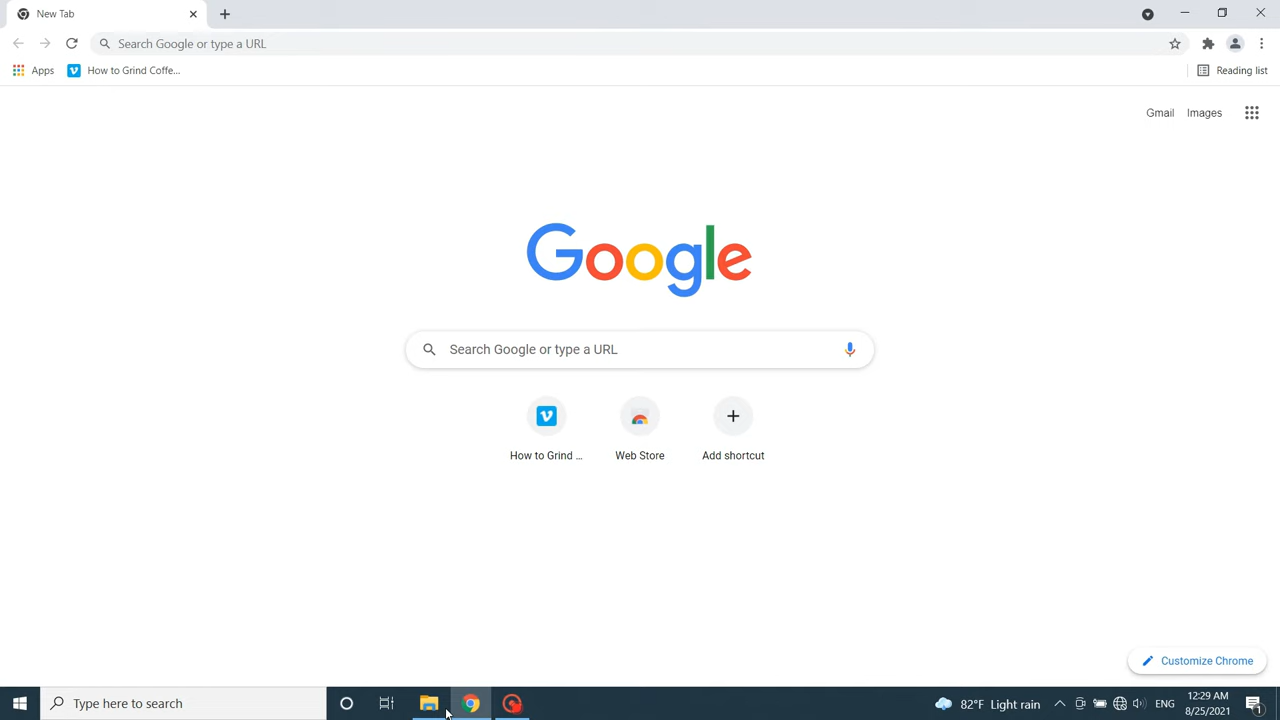 New Tab
Search Google or type a URL
Apps
How to Grind Coffe...
Reading list
Gmail
Images
Google
Search Google or type a URL
How to Grind ...
Web Store
Add shortcut
Customize Chrome
Type here to search
82°F Light rain
ENG
12:29 AM
8/25/2021
1